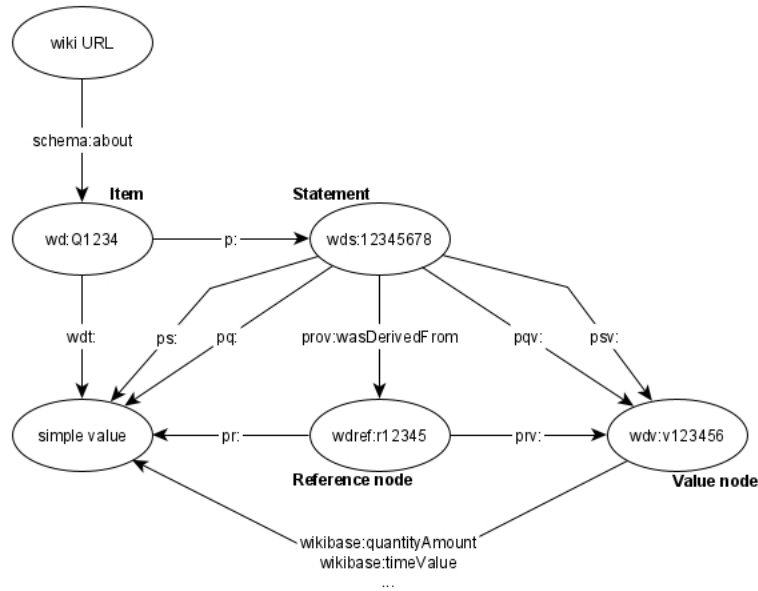 wiki URL
schema:about
Item
Statement
wd:Q1234
p:
wds:12345678
wdt:
ps:
pq:
prov:wasDerivedFrom
pqv:
psv:
simple value
pr:
wdref:r12345
prv:
wdv:v123456
Reference node
Value node
wikibase:quantityAmount
wikibase:timeValue
...